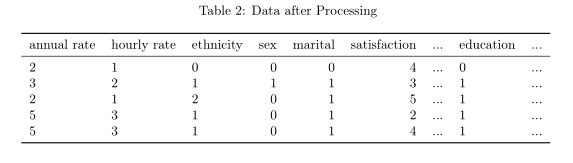 Table 2: Data after Processing
annual rate hourly rate ethnicity sex marital satisfaction ... education ...
2 1 0 0 0 4 ... 0 ...
3 2 1 1 1 3 ... 1 ...
2 1 2 0 1 5 ... 1 ...
5 3 1 0 1 2 ... 1 ...
5 3 1 0 1 4 ... 1 ...